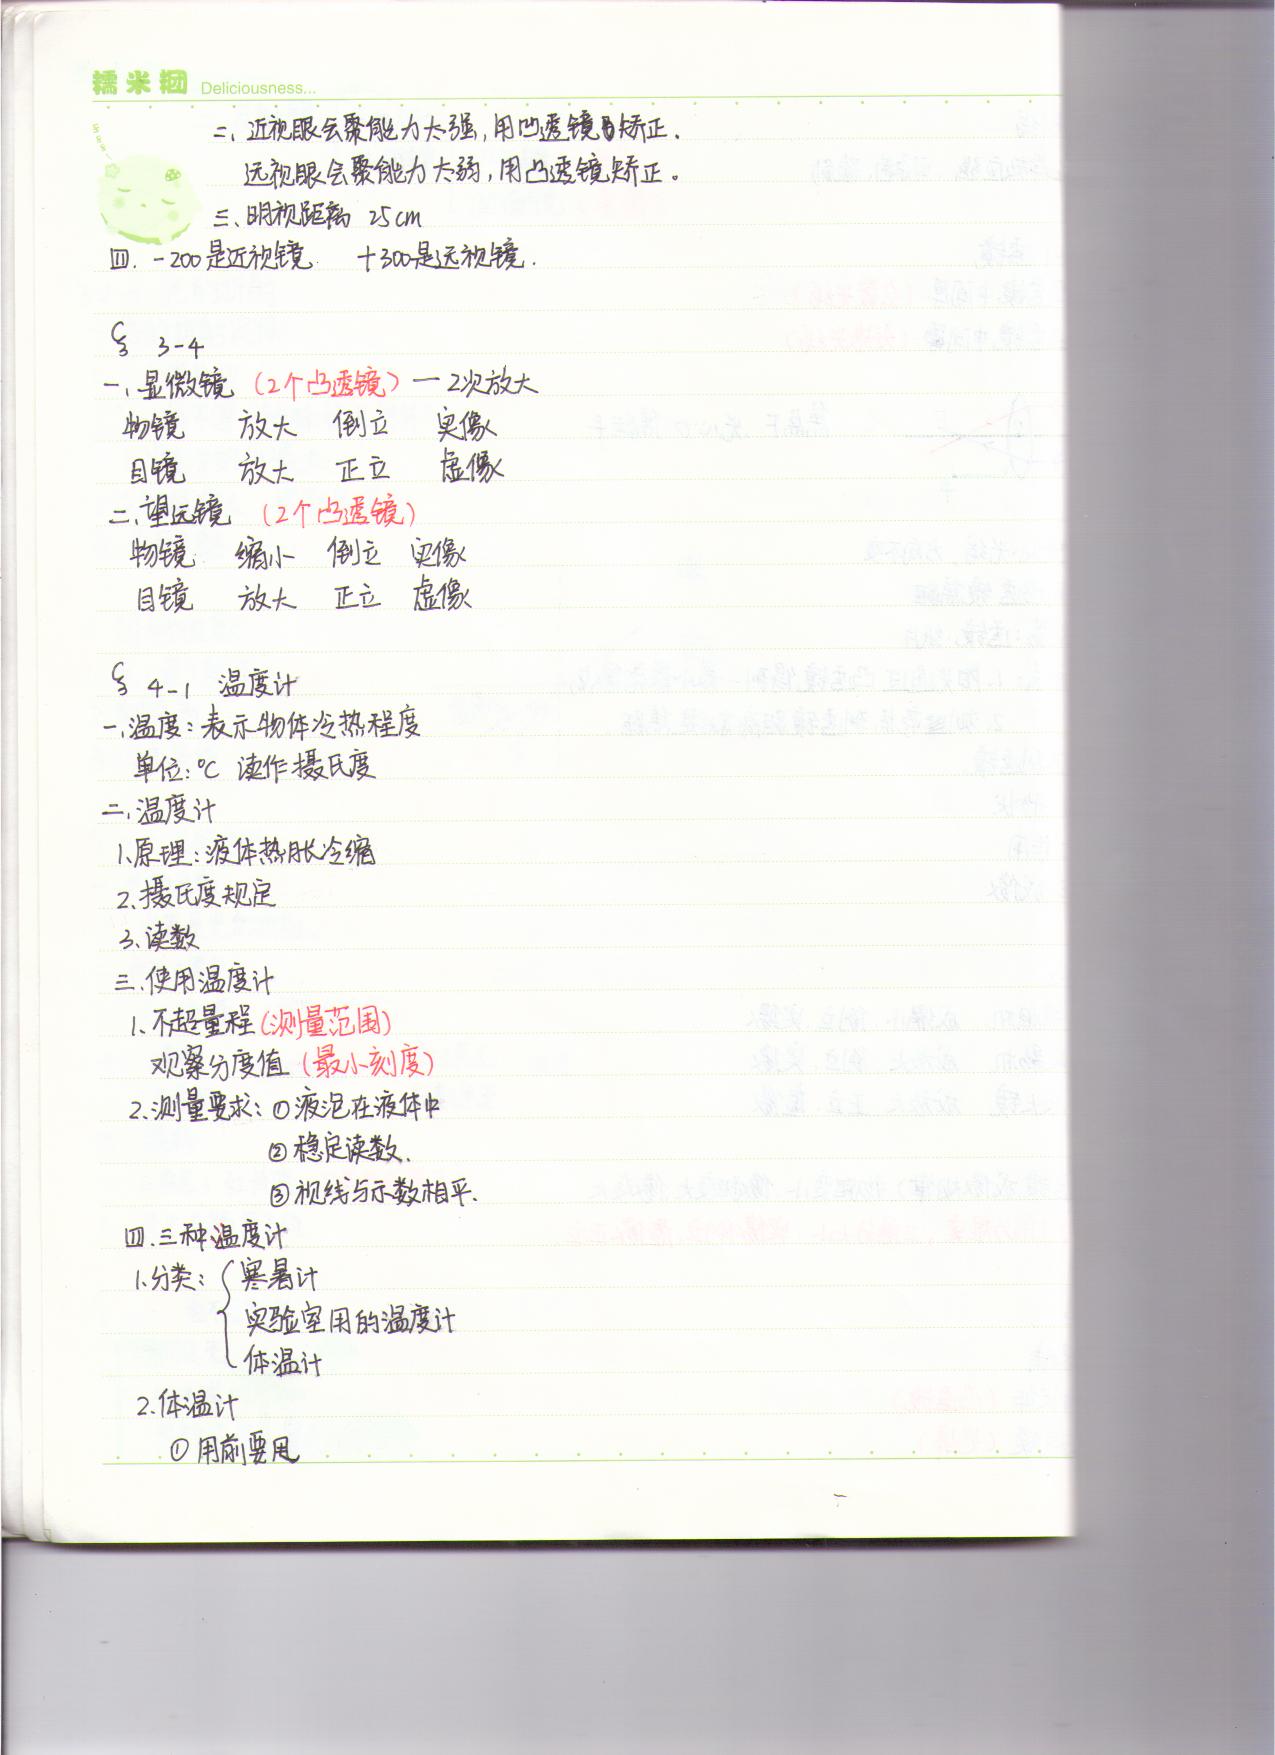 糯米团 Deliciousness...
二、近视眼会聚能力太强,用凹透镜矫正.
远视眼会聚能力太弱,用凸透镜矫正。
三、明视距离 25cm
四. -200是近视镜 +300是远视镜.
§ 3-4
一、显微镜 (2个凸透镜) — 2次放大
物镜 放大 倒立 实像
目镜 放大 正立 虚像
二、望远镜 (2个凸透镜)
物镜 缩小 倒立 实像
目镜 放大 正立 虚像
§ 4-1 温度计
一、温度:表示物体冷热程度
单位:℃ 读作摄氏度
二、温度计
1、原理:液体热胀冷缩
2.摄氏度规定
3、读数
三、使用温度计
1、不超量程(测量范围)
观察分度值(最小刻度)
2.测量要求:①液泡在液体中
②稳定读数.
③视线与示数相平.
四.三种温度计
1.分类:{寒暑计
实验室用的温度计
体温计
2.体温计
①用前要甩